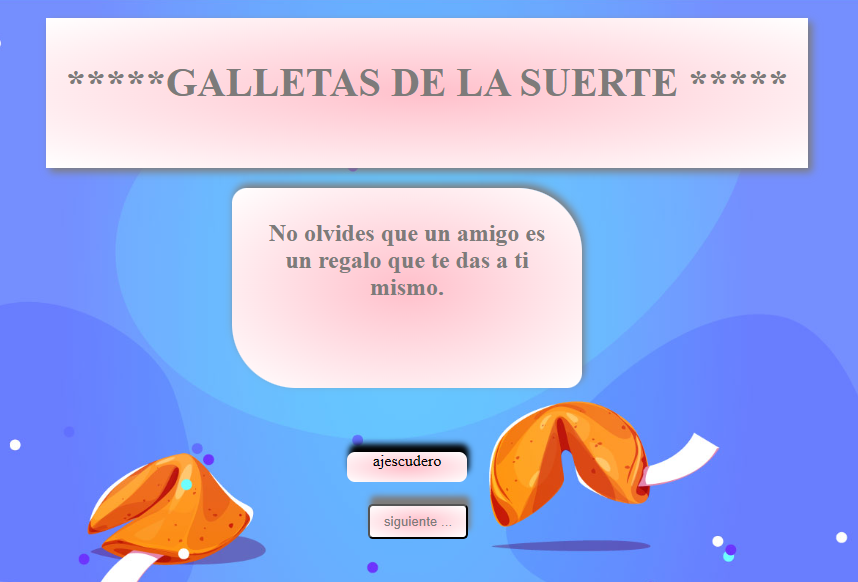 *****GALLETAS DE LA SUERTE *****
No olvides que un amigo es
un regalo que te das a ti
mismo.
ajescudero
siguiente ...